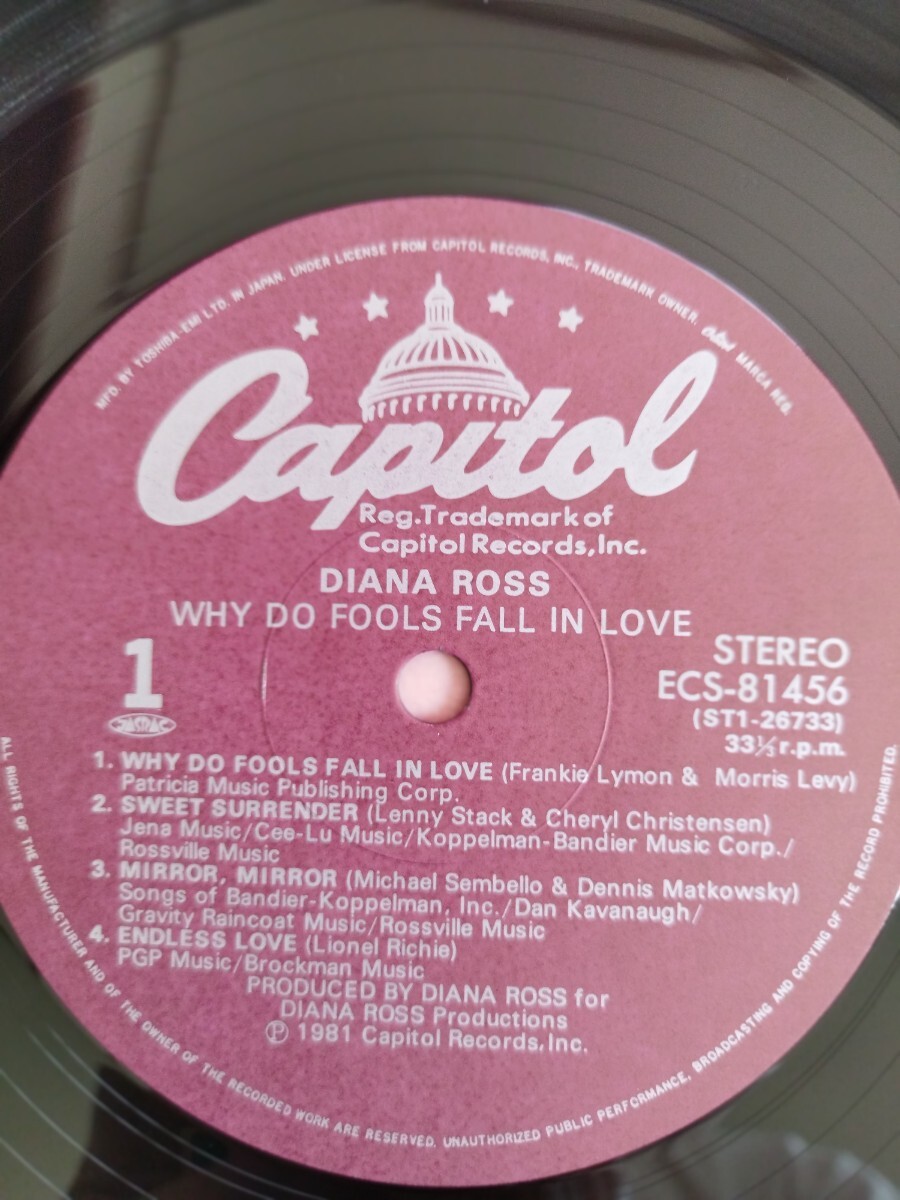 MFD. BY TOSHIBA-EMI LTD. IN JAPAN. UNDER LICENSE FROM CAPITOL RECORDS, INC., TRADEMARK OWNER. Capitol MARCA REG.
Capitol
Reg.Trademark of
Capitol Records,Inc.
DIANA ROSS
WHY DO FOOLS FALL IN LOVE
1
JASRAC
STEREO
ECS-81456
(ST1-26733)
33⅓ r.p.m.
1. WHY DO FOOLS FALL IN LOVE (Frankie Lymon & Morris Levy)
Patricia Music Publishing Corp.
2. SWEET SURRENDER (Lenny Stack & Cheryl Christensen)
Jena Music/Cee-Lu Music/Koppelman-Bandier Music Corp./
Rossville Music
3. MIRROR, MIRROR (Michael Sembello & Dennis Matkowsky)
Songs of Bandier-Koppelman, Inc./Dan Kavanaugh/
Gravity Raincoat Music/Rossville Music
4. ENDLESS LOVE (Lionel Richie)
PGP Music/Brockman Music
PRODUCED BY DIANA ROSS for
DIANA ROSS Productions
Ⓟ 1981 Capitol Records, Inc.
ALL RIGHTS OF THE MANUFACTURER AND OF THE OWNER OF THE RECORDED WORK ARE RESERVED. UNAUTHORIZED PUBLIC PERFORMANCE, BROADCASTING AND COPYING OF THE RECORD PROHIBITED.